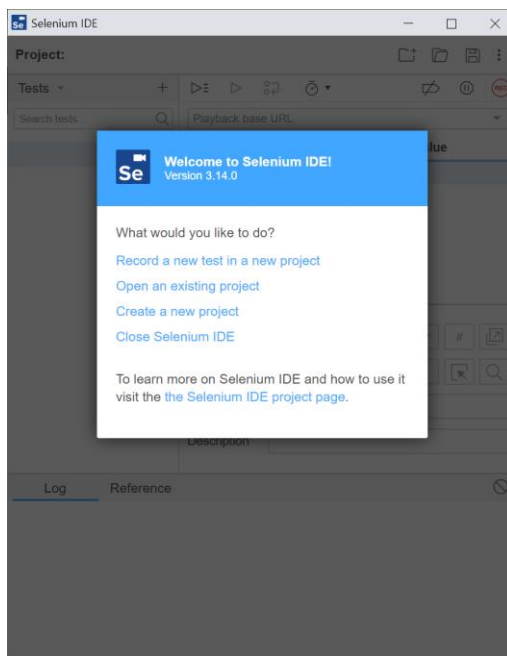 Selenium IDE
Project:
Tests
Search tests...
Playback base URL
lue
Se
Welcome to Selenium IDE!
Version 3.14.0
What would you like to do?
Record a new test in a new project
Open an existing project
Create a new project
Close Selenium IDE
To learn more on Selenium IDE and how to use it
visit the the Selenium IDE project page.
//
Description
Log Reference
REC